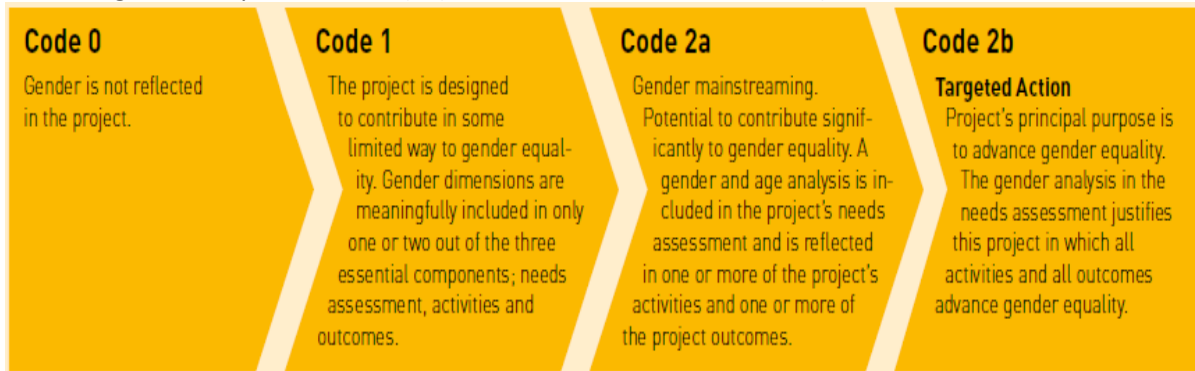 Code 0
Gender is not reflected
in the project.
Code 1
The project is designed
to contribute in some
limited way to gender equal-
ity. Gender dimensions are
meaningfully included in only
one or two out of the three
essential components; needs
assessment, activities and
outcomes.
Code 2a
Gender mainstreaming.
Potential to contribute signif-
icantly to gender equality. A
gender and age analysis is in-
cluded in the project's needs
assessment and is reflected
in one or more of the project's
activities and one or more of
the project outcomes.
Code 2b
Targeted Action
Project's principal purpose is
to advance gender equality.
The gender analysis in the
needs assessment justifies
this project in which all
activities and all outcomes
advance gender equality.